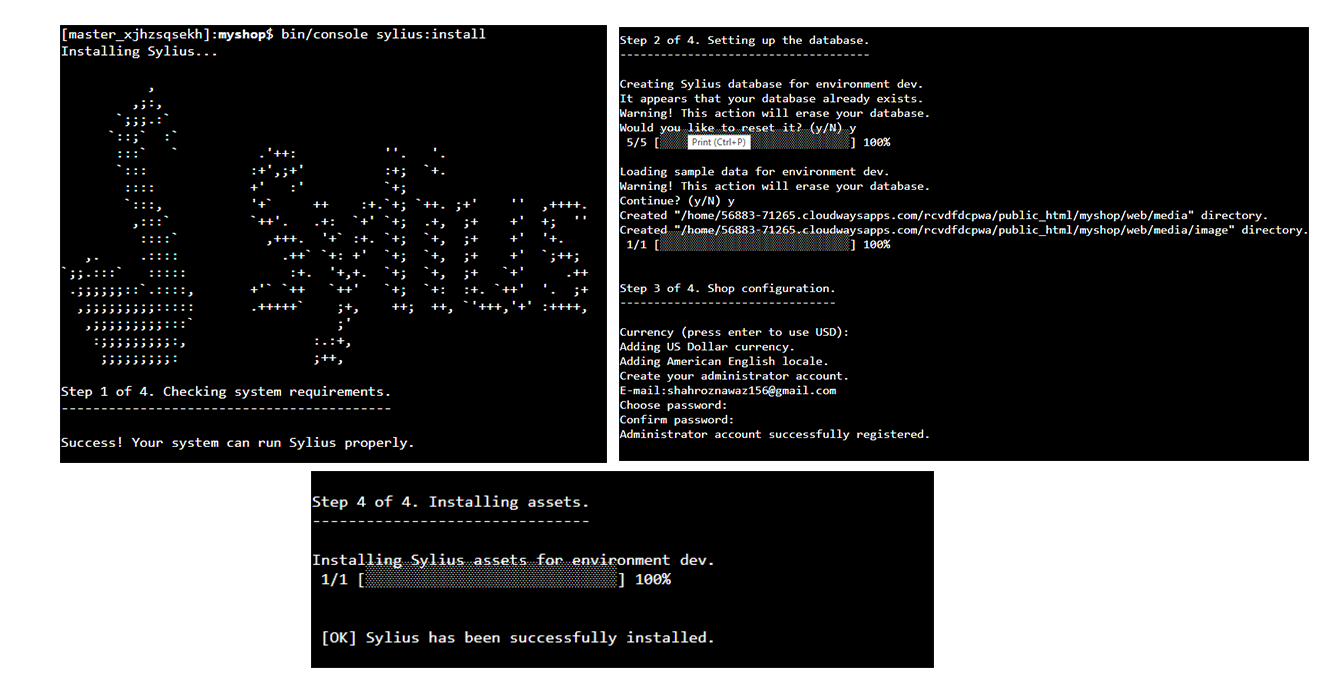 [master_xjhzsqsekh]:myshop$ bin/console sylius:install
Installing Sylius...
Sylius
Step 1 of 4. Checking system requirements.
------------------------------------------
Success! Your system can run Sylius properly.
Step 2 of 4. Setting up the database.
-------------------------------------
Creating Sylius database for environment dev.
It appears that your database already exists.
Warning! This action will erase your database.
Would you like to reset it? (y/N) y
5/5 [ Print (Ctrl+P) ] 100%
Loading sample data for environment dev.
Warning! This action will erase your database.
Continue? (y/N) y
Created "/home/56883-71265.cloudwaysapps.com/rcvdfdcpwa/public_html/myshop/web/media" directory.
Created "/home/56883-71265.cloudwaysapps.com/rcvdfdcpwa/public_html/myshop/web/media/image" directory.
1/1 [ ] 100%
Step 3 of 4. Shop configuration.
--------------------------------
Currency (press enter to use USD):
Adding US Dollar currency.
Adding American English locale.
Create your administrator account.
E-mail:shahroznawaz156@gmail.com
Choose password:
Confirm password:
Administrator account successfully registered.
Step 4 of 4. Installing assets.
-------------------------------
Installing Sylius assets for environment dev.
1/1 [ ] 100%
[OK] Sylius has been successfully installed.